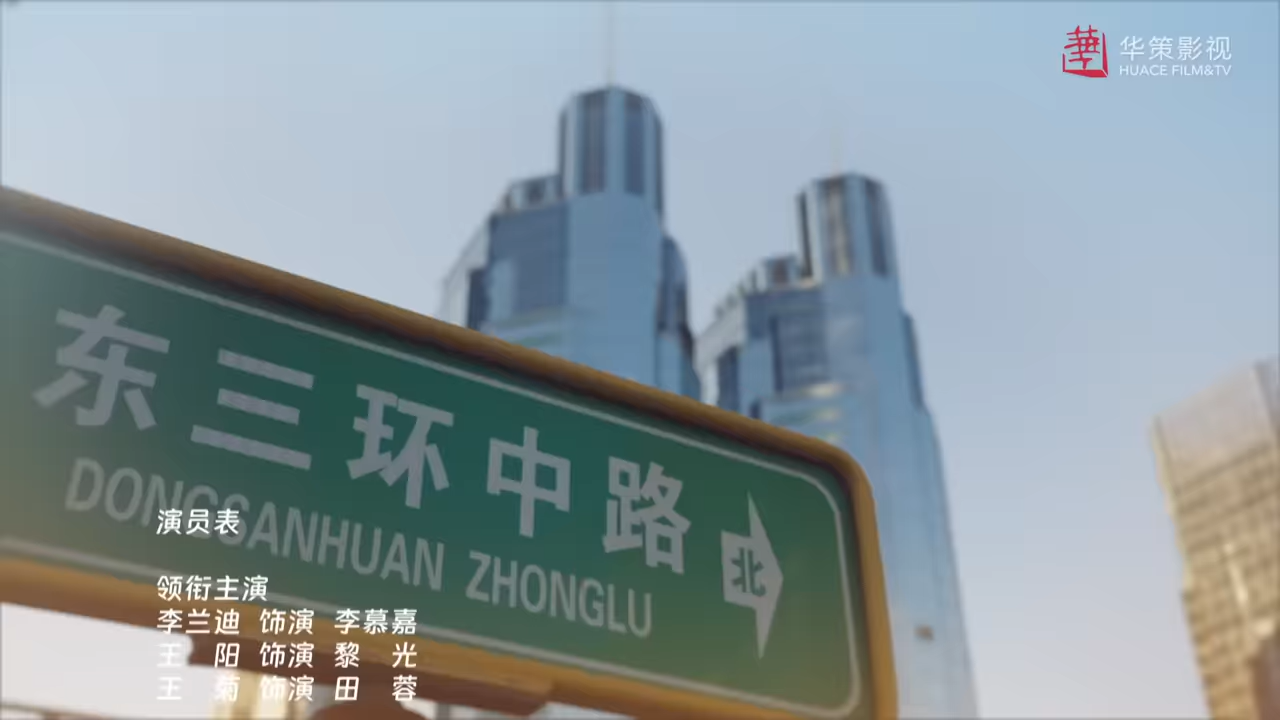 华策影视
HUACE FILM&TV
东三环中路
北
DONGSANHUAN ZHONGLU
演员表
领衔主演
李兰迪 饰演 李慕嘉
王 阳 饰演 黎 光
王 菊 饰演 田 蓉